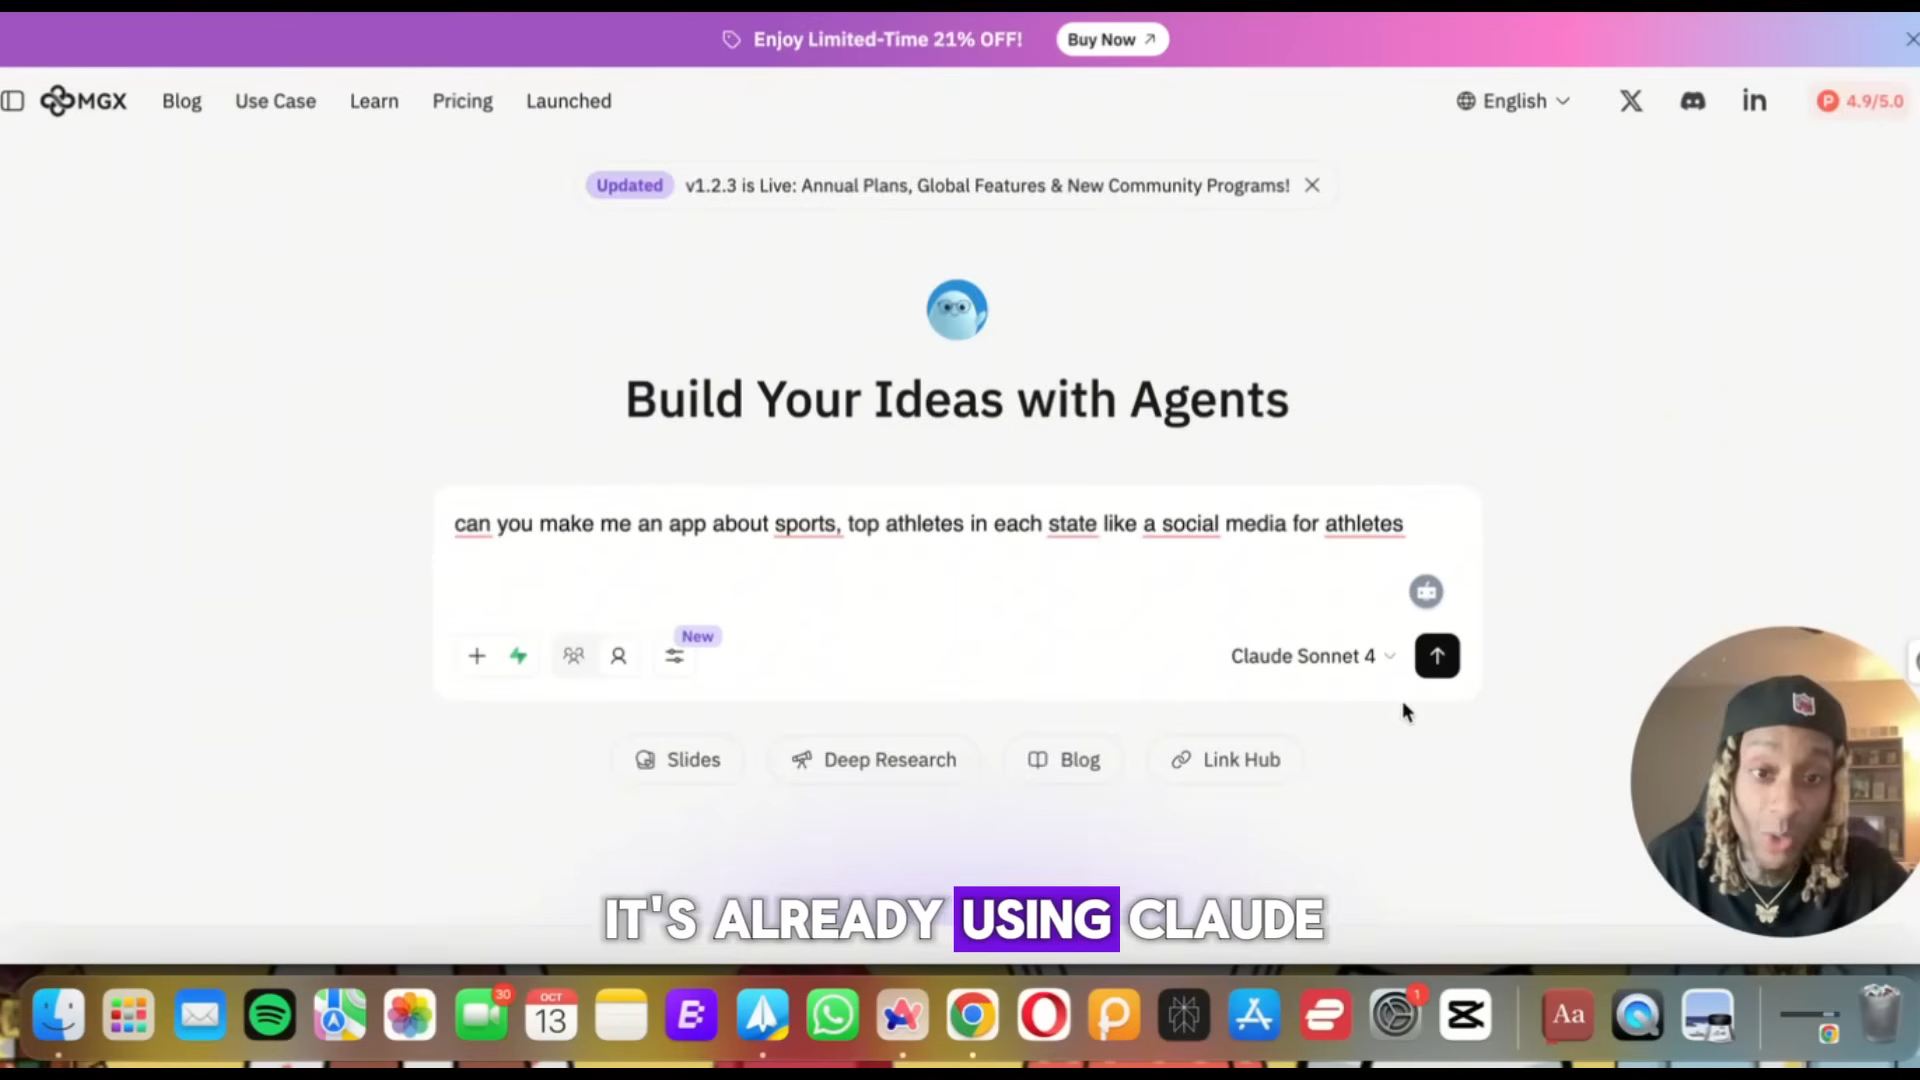 Enjoy Limited-Time 21% OFF! Buy Now
MGX Blog Use Case Learn Pricing Launched English in P 4.9/5.0
Updated v1.2.3 is Live: Annual Plans, Global Features & New Community Programs!
Build Your Ideas with Agents
can you make me an app about sports, top athletes in each state like a social media for athletes
New
Claude Sonnet 4
Slides Deep Research Blog Link Hub
IT'S ALREADY USING CLAUDE
30 OCT 1
13 Aa